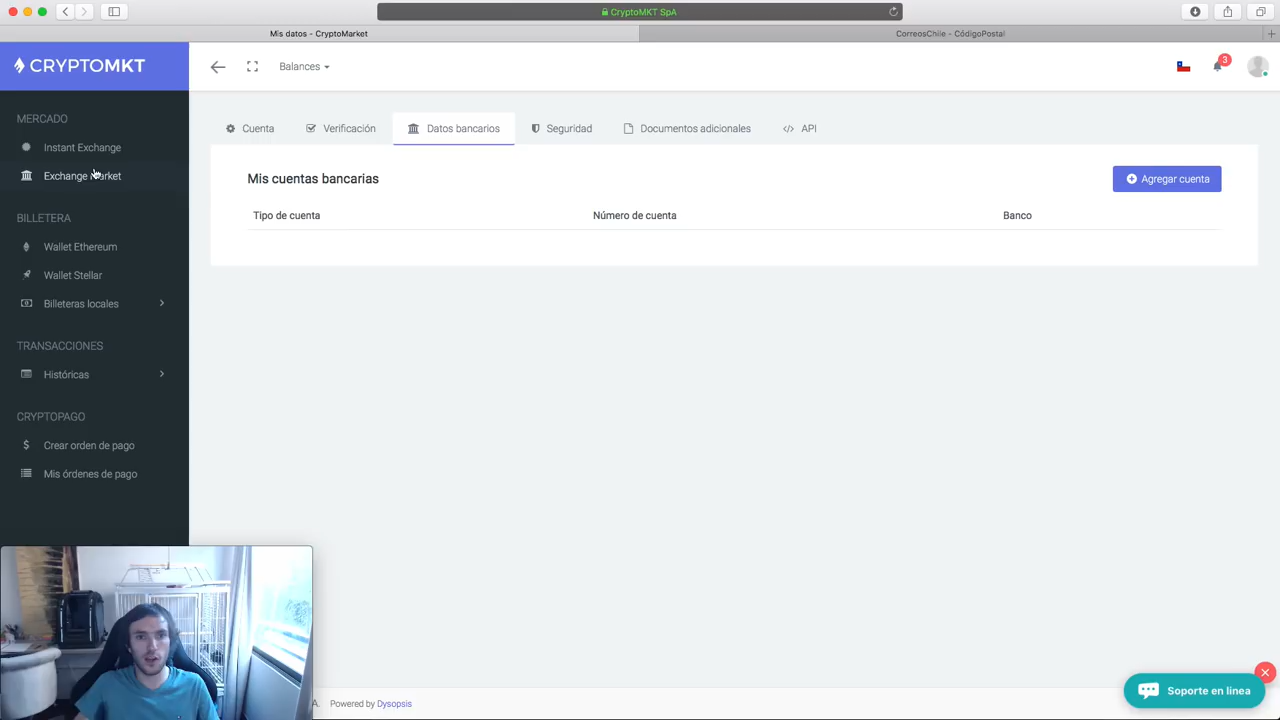 CryptoMKT SpA
Mis datos - CryptoMarket
CorreosChile - CódigoPostal
CRYPTOMKT
Balances
3
MERCADO
Instant Exchange
Exchange Market
BILLETERA
Wallet Ethereum
Wallet Stellar
Billeteras locales
TRANSACCIONES
Históricas
CRYPTOPAGO
Crear orden de pago
Mis órdenes de pago
Cuenta
Verificación
Datos bancarios
Seguridad
Documentos adicionales
API
Mis cuentas bancarias
Agregar cuenta
Tipo de cuenta
Número de cuenta
Banco
A. Powered by Dysopsis
Soporte en linea